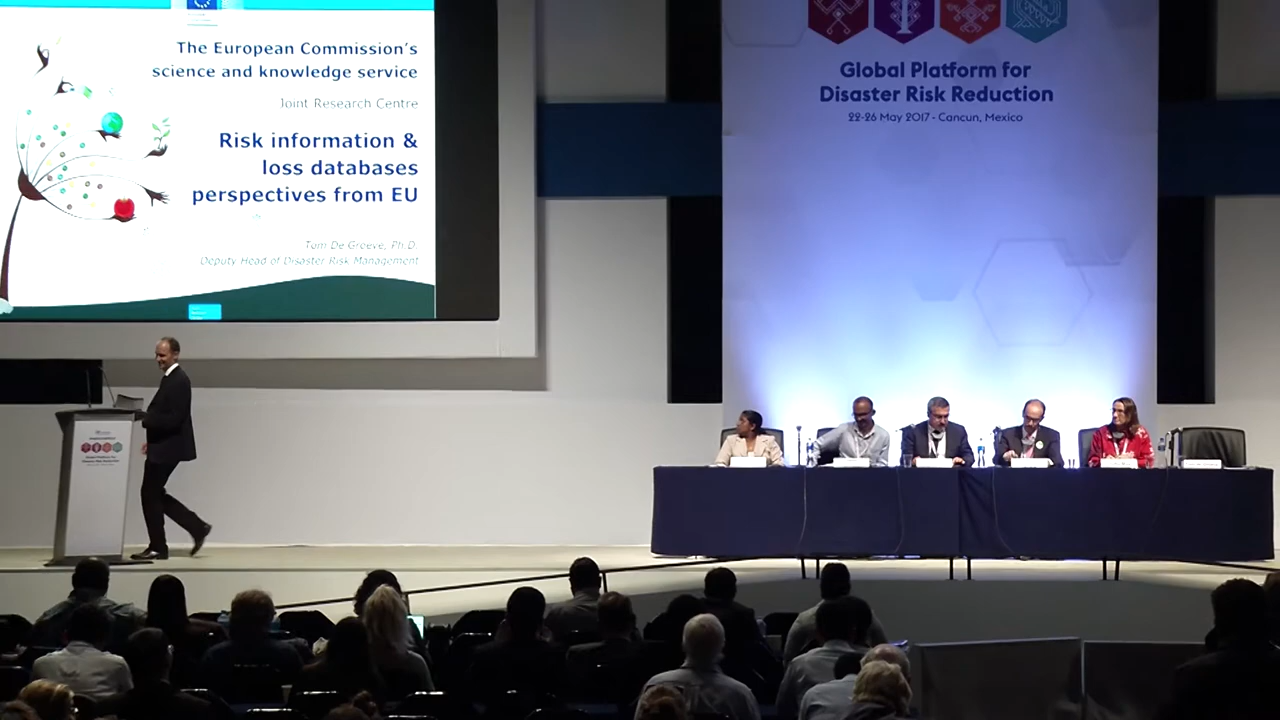 The European Commission's
science and knowledge service
Joint Research Centre
Risk information &
loss databases
perspectives from EU
Tom De Groeve, Ph.D.
Deputy Head of Disaster Risk Management
Global Platform for
Disaster Risk Reduction
22-26 May 2017 - Cancun, Mexico